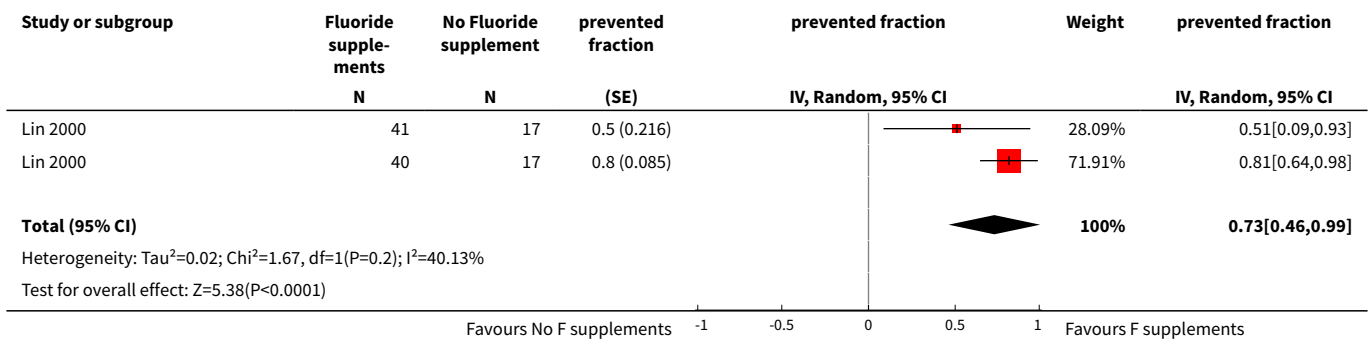 Study or subgroup Fluoride supple-ments No Fluoride supplement prevented fraction prevented fraction Weight prevented fraction
N N (SE) IV, Random, 95% CI IV, Random, 95% CI
Lin 2000 41 17 0.5 (0.216) 28.09% 0.51[0.09,0.93]
Lin 2000 40 17 0.8 (0.085) 71.91% 0.81[0.64,0.98]
Total (95% CI) 100% 0.73[0.46,0.99]
Heterogeneity: Tau²=0.02; Chi²=1.67, df=1(P=0.2); I²=40.13%
Test for overall effect: Z=5.38(P<0.0001)
Favours No F supplements -1 -0.5 0 0.5 1 Favours F supplements